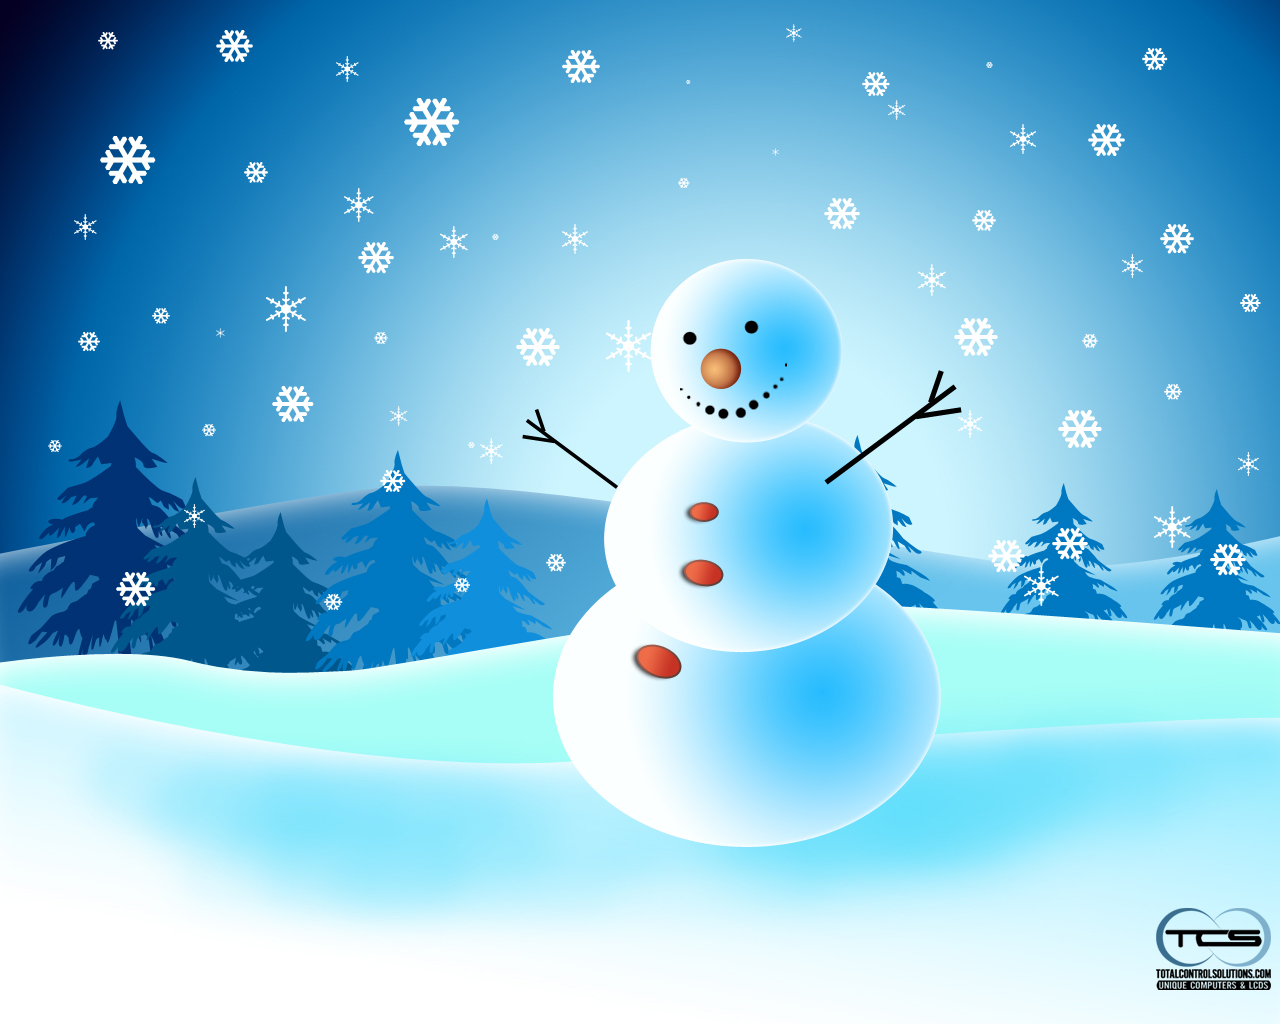 TCS
TOTALCONTROLSOLUTIONS.COM
UNIQUE COMPUTERS & LCDS